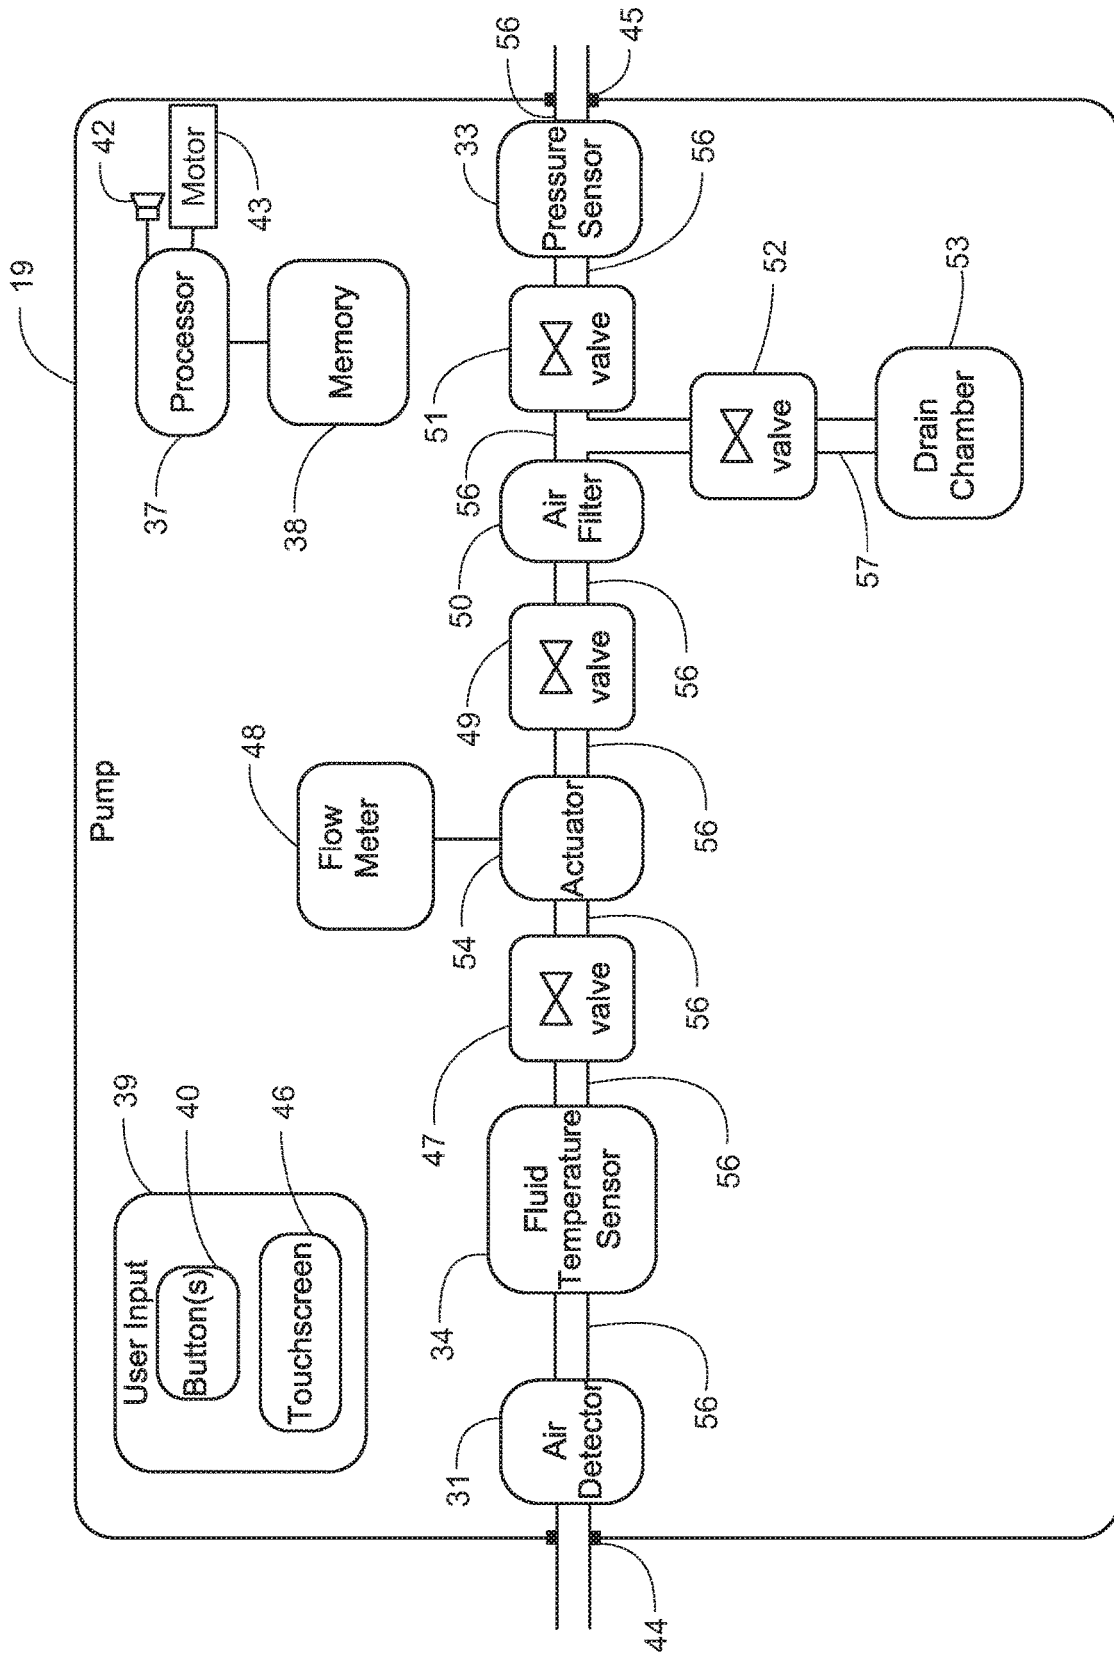 19
Pump
39
User Input
40
Button(s)
46
Touchscreen
42
Motor
43
37
Processor
38
Memory
48
Flow
Meter
31
Air
Detector
34
Fluid
Temperature
Sensor
47
valve
54
Actuator
49
valve
50
Air
Filter
56
51
valve
33
Pressure
Sensor
56
45
44
56
56
56
56
56
56
52
valve
57
53
Drain
Chamber